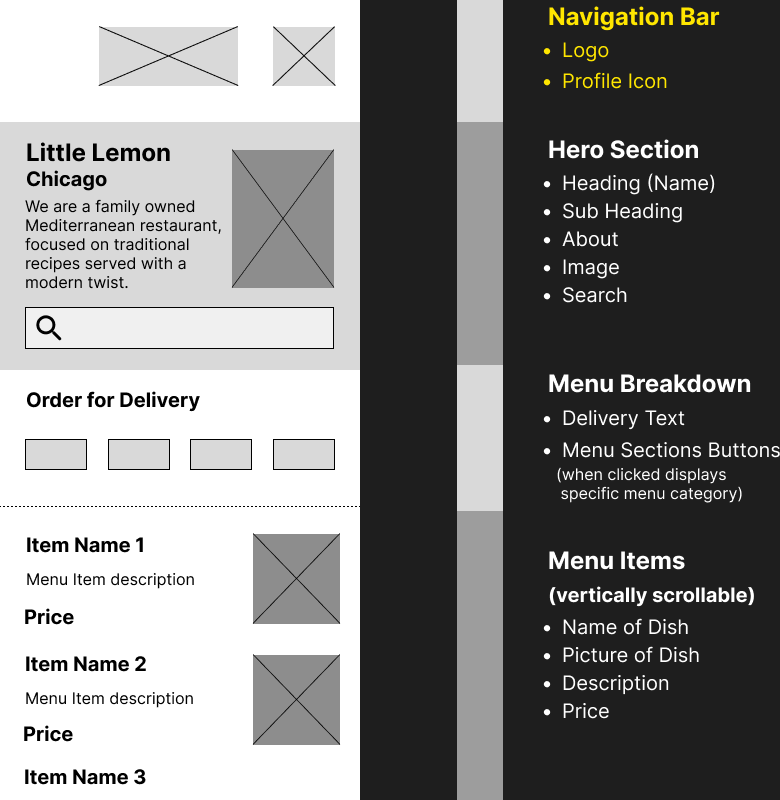 Little Lemon
Chicago
We are a family owned
Mediterranean restaurant,
focused on traditional
recipes served with a
modern twist.
Order for Delivery
Item Name 1
Menu Item description
Price
Item Name 2
Menu Item description
Price
Item Name 3
Navigation Bar
• Logo
• Profile Icon
Hero Section
• Heading (Name)
• Sub Heading
• About
• Image
• Search
Menu Breakdown
• Delivery Text
• Menu Sections Buttons
(when clicked displays
specific menu category)
Menu Items
(vertically scrollable)
• Name of Dish
• Picture of Dish
• Description
• Price